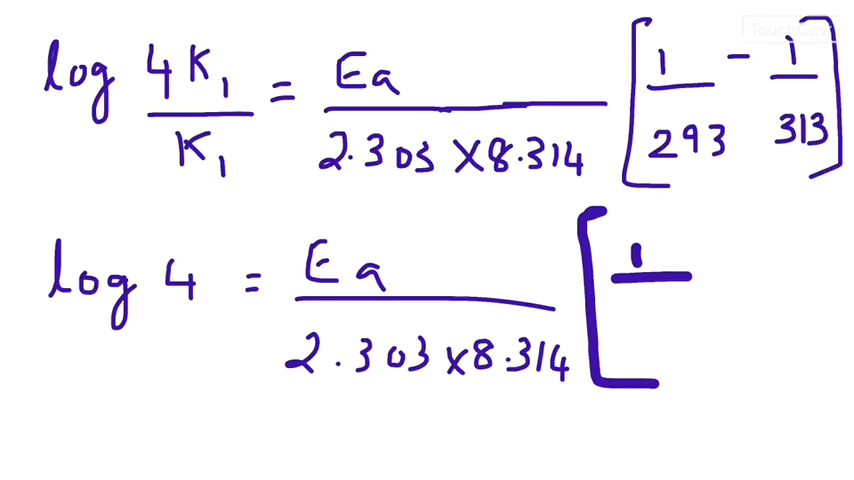 log 4K₁/K₁ = Ea/2.303×8.314 [1/293 - 1/313]
log 4 = Ea/2.303×8.314 [1/